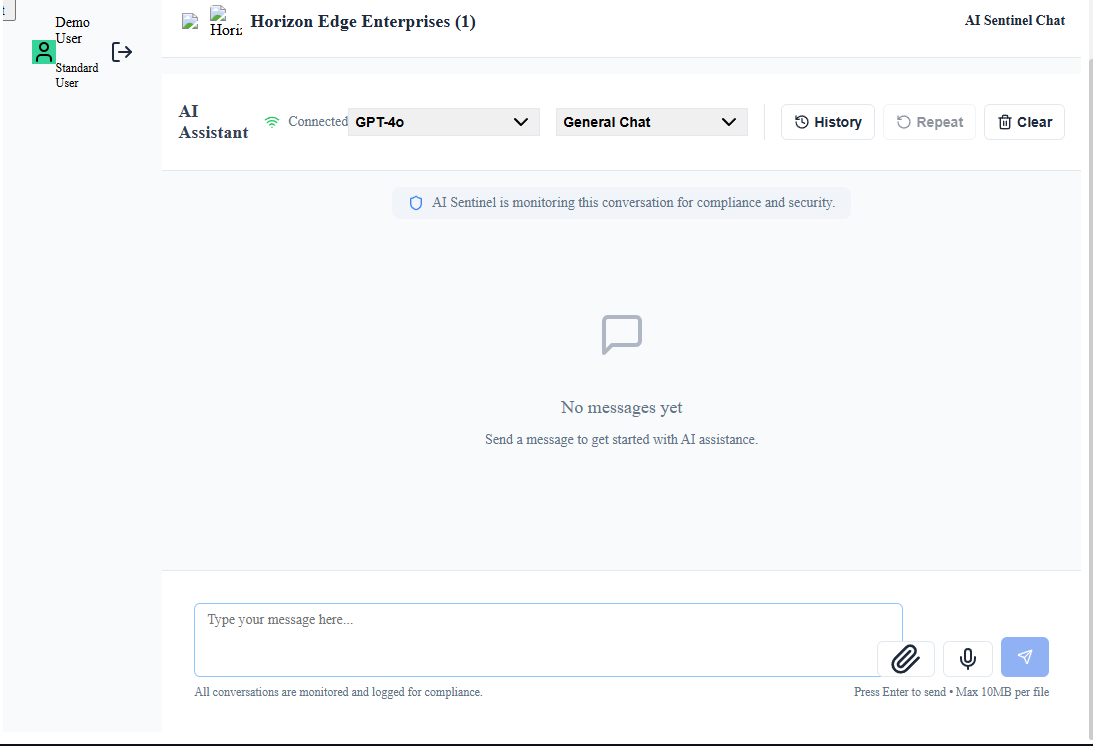 t
Demo
User
Standard
User
Horiz
Horizon Edge Enterprises (1)
AI Sentinel Chat
AI
Assistant
Connected
GPT-4o
General Chat
History
Repeat
Clear
AI Sentinel is monitoring this conversation for compliance and security.
No messages yet
Send a message to get started with AI assistance.
Type your message here...
All conversations are monitored and logged for compliance.
Press Enter to send • Max 10MB per file